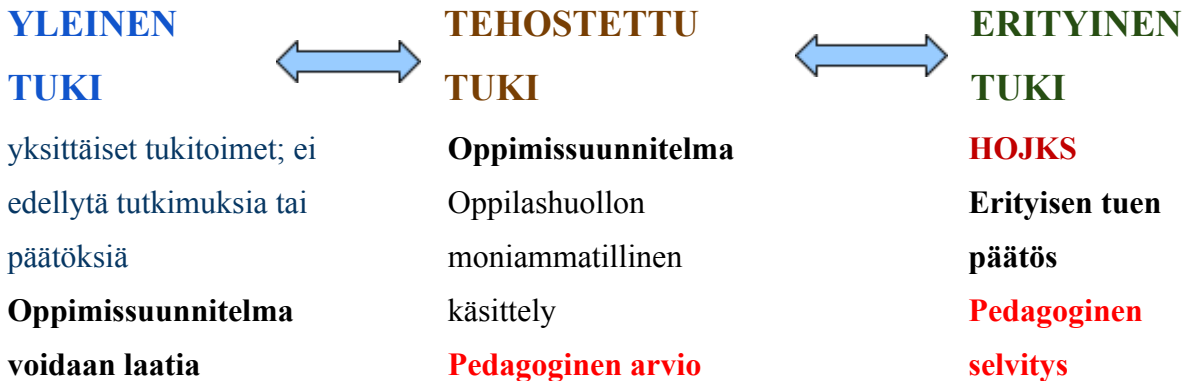 YLEINEN
TUKI
yksittäiset tukitoimet; ei
edellytä tutkimuksia tai
päätöksiä
Oppimissuunnitelma
voidaan laatia
TEHOSTETTU
TUKI
Oppimissuunnitelma
Oppilashuollon
moniammatillinen
käsittely
Pedagoginen arvio
ERITYINEN
TUKI
HOJKS
Erityisen tuen
päätös
Pedagoginen
selvitys